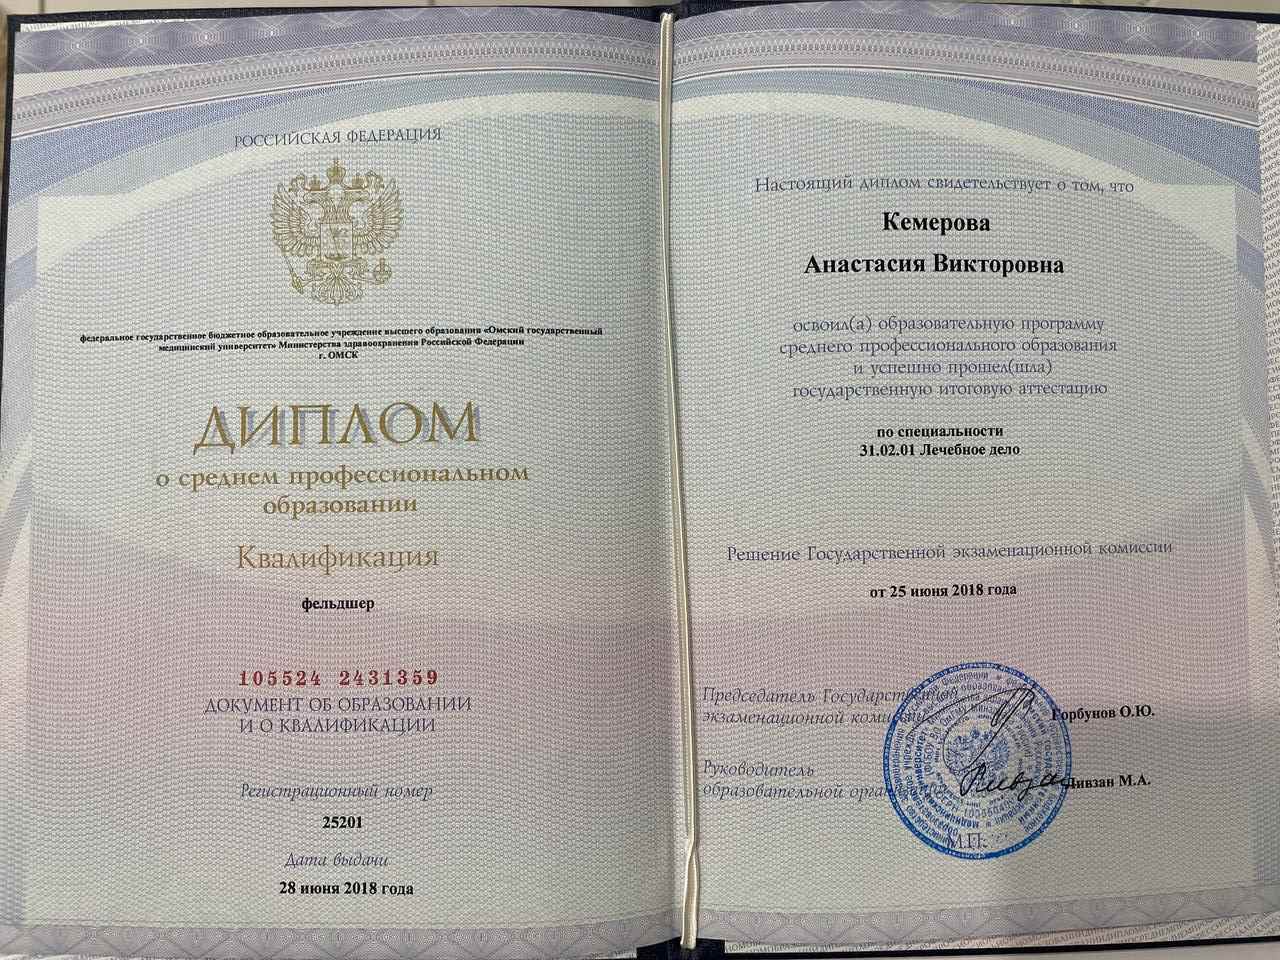 РОССИЙСКАЯ ФЕДЕРАЦИЯ
федеральное государственное бюджетное образовательное учреждение высшего образования «Омский государственный
медицинский университет» Министерства здравоохранения Российской Федерации
г. ОМСК
ДИПЛОМ
о среднем профессиональном
образовании
Квалификация
фельдшер
105524 2431359
ДОКУМЕНТ ОБ ОБРАЗОВАНИИ
И О КВАЛИФИКАЦИИ
Регистрационный номер
25201
Дата выдачи
28 июня 2018 года
Настоящий диплом свидетельствует о том, что
Кемерова
Анастасия Викторовна
освоил(а) образовательную программу
среднего профессионального образования
и успешно прошел(шла)
государственную итоговую аттестацию
по специальности
31.02.01 Лечебное дело
Решение Государственной экзаменационной комиссии
от 25 июня 2018 года
Председатель Государственной
экзаменационной комиссии
Горбунов О.Ю.
Руководитель
образовательной
Ливзан М.А.
М.П.